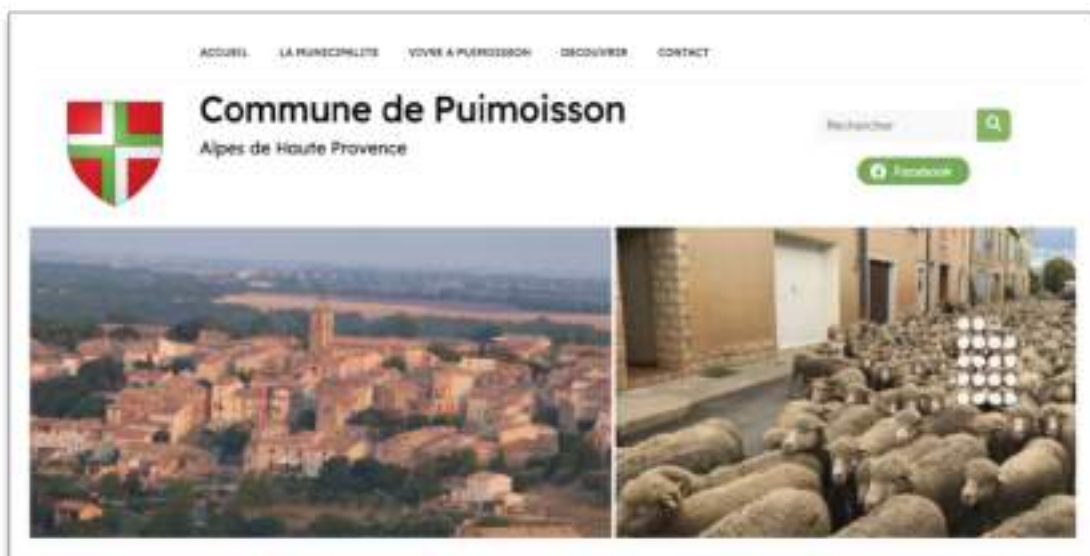 ACCUEIL LA MUNICIPALITE VIVRE A PUIMOISSON DECOUVRIR CONTACT
Commune de Puimoisson
Alpes de Haute Provence
Rechercher
Facebook